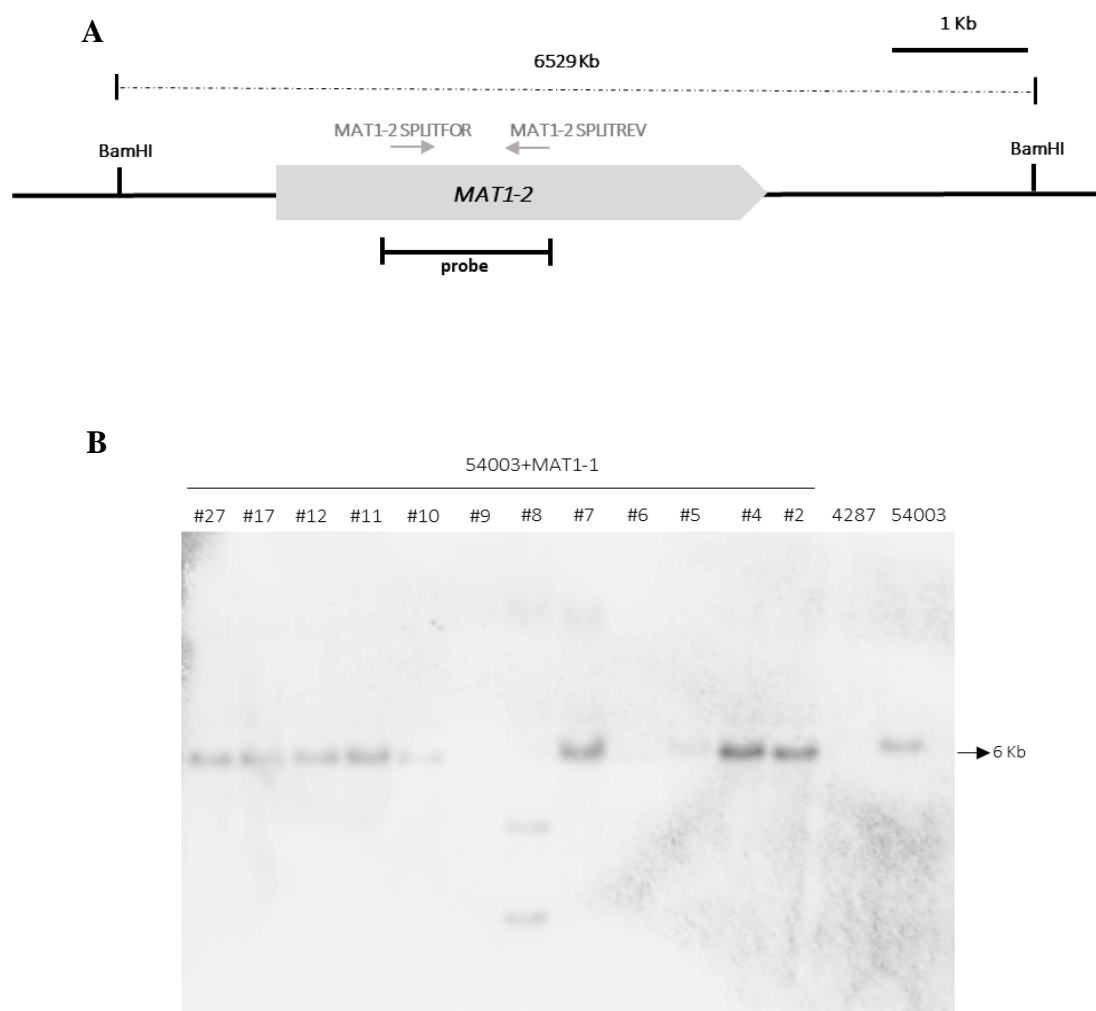 A
1 Kb
6529 Kb
MAT1-2 SPLITFOR
MAT1-2 SPLITREV
BamHI
BamHI
MAT1-2
probe
B
54003+MAT1-1
#27 #17 #12 #11 #10 #9 #8 #7 #6 #5 #4 #2 4287 54003
6 Kb